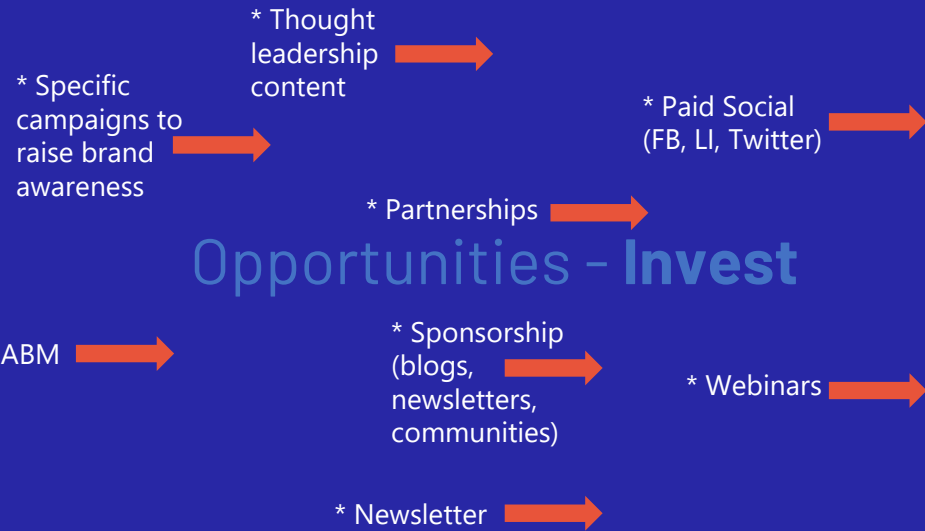 * Thought
leadership
content
* Specific
campaigns to
raise brand
awareness
* Paid Social
(FB, LI, Twitter)
* Partnerships
Opportunities - Invest
ABM
* Sponsorship
(blogs,
newsletters,
communities)
* Webinars
* Newsletter